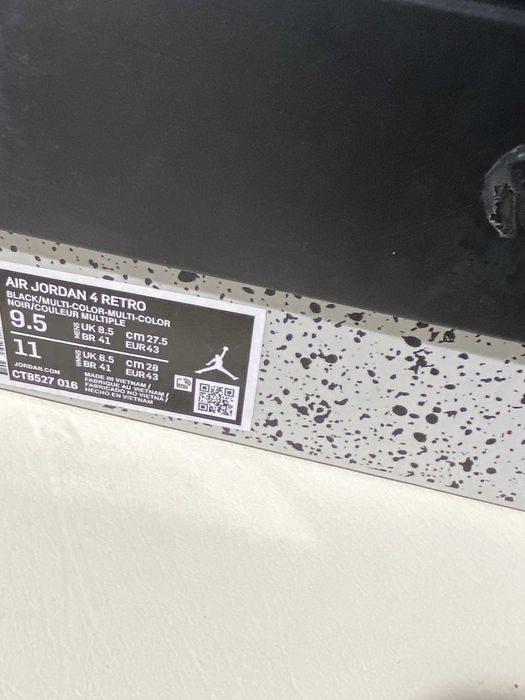 AIR JORDAN 4 RETRO
BLACK/MULTI-COLOR-MULTI-COLOR
NOIR/COULEUR MULTIPLE
9.5 MENS UK 8.5 cm 27.5
BR 41 EUR 43
11 WMNS UK 8.5 cm 28
BR 41 EUR 43
JORDAN.COM
CT8527 016
MADE IN VIETNAM /
FABRIQUE AU VIETNAM /
FABRICADO NO VIETNÃ /
HECHO EN VIETNAM